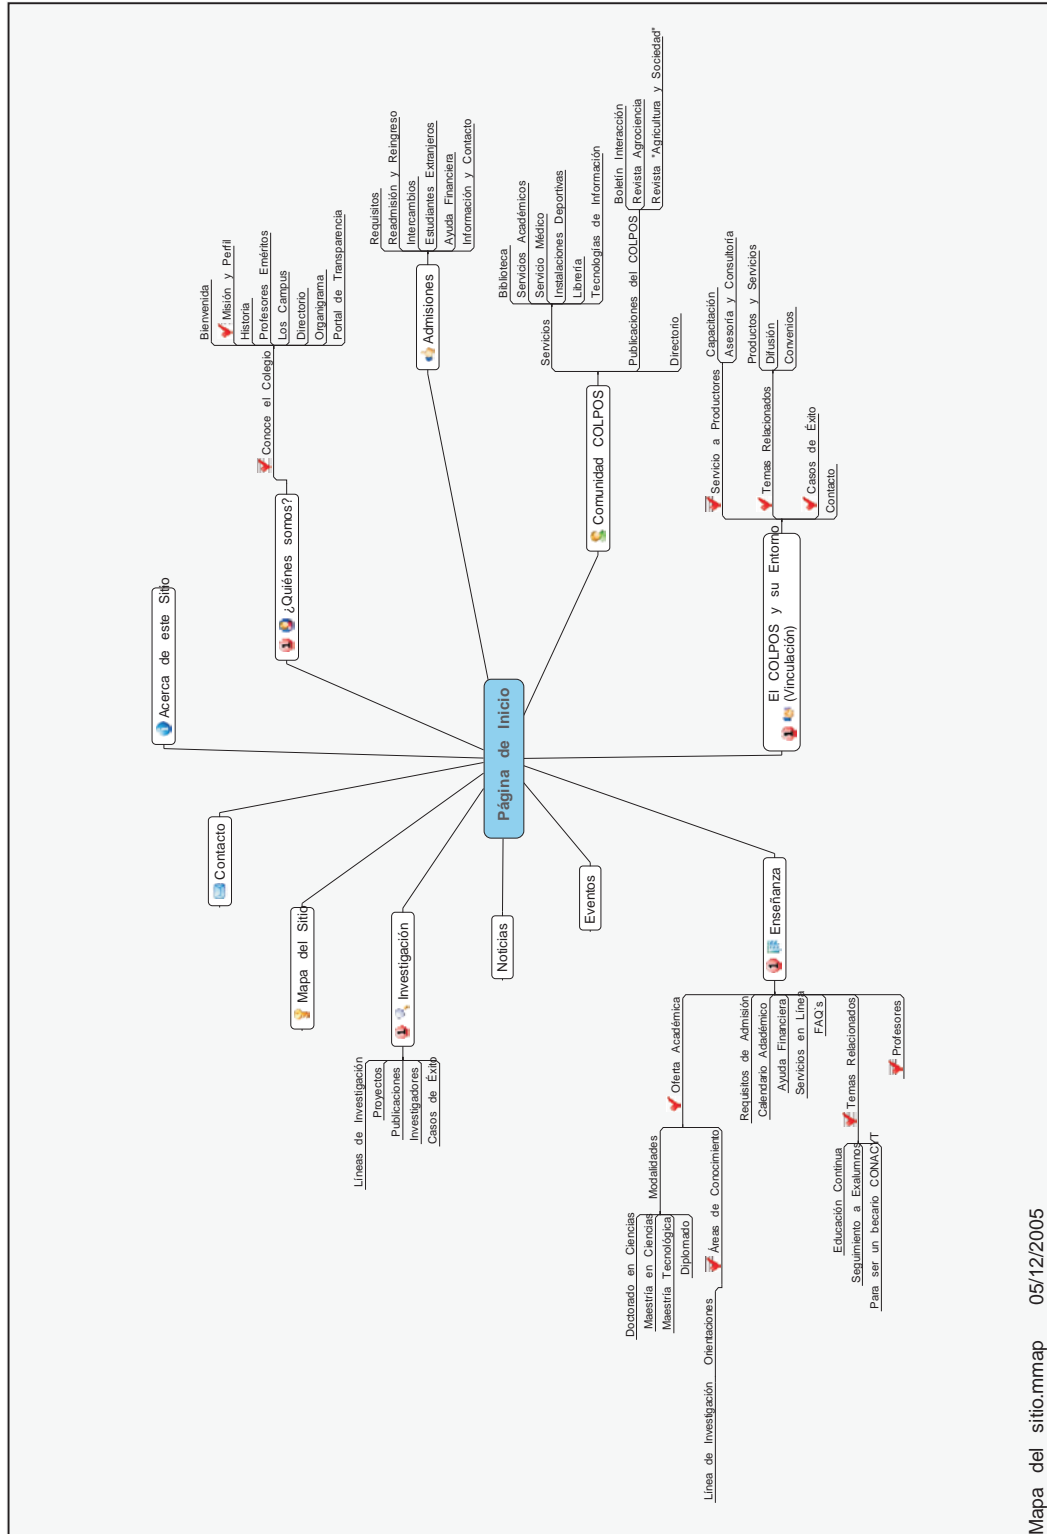 Página de Inicio
Acerca de este Sitio
¿Quiénes somos?
Conoce el Colegio
Bienvenida
Misión y Perfil
Historia
Profesores Eméritos
Los Campus
Directorio
Organigrama
Portal de Transparencia
Admisiones
Requisitos
Readmisión y Reingreso
Intercambios
Estudiantes Extranjeros
Ayuda Financiera
Información y Contacto
Comunidad COLPOS
Servicios
Biblioteca
Servicios Académicos
Servicio Médico
Instalaciones Deportivas
Librería
Tecnologías de Información
Publicaciones del COLPOS
Boletín Interacción
Revista Agrociencia
Revista "Agricultura y Sociedad"
Directorio
El COLPOS y su Entorno
(Vinculación)
Servicio a Productores
Capacitación
Asesoría y Consultoría
Temas Relacionados
Productos y Servicios
Difusión
Convenios
Casos de Éxito
Contacto
Contacto
Mapa del Sitio
Investigación
Líneas de Investigación
Proyectos
Publicaciones
Investigadores
Casos de Éxito
Noticias
Eventos
Enseñanza
Oferta Académica
Modalidades
Doctorado en Ciencias
Maestría en Ciencias
Maestría Tecnológica
Diplomado
Áreas de Conocimiento
Orientaciones
Línea de Investigación
Requisitos de Admisión
Calendario Adadémico
Ayuda Financiera
Servicios en Línea
FAQ´s
Temas Relacionados
Educación Continua
Seguimiento a Exalumnos
Para ser un becario CONACYT
Profesores
Mapa del sitio.mmap 05/12/2005